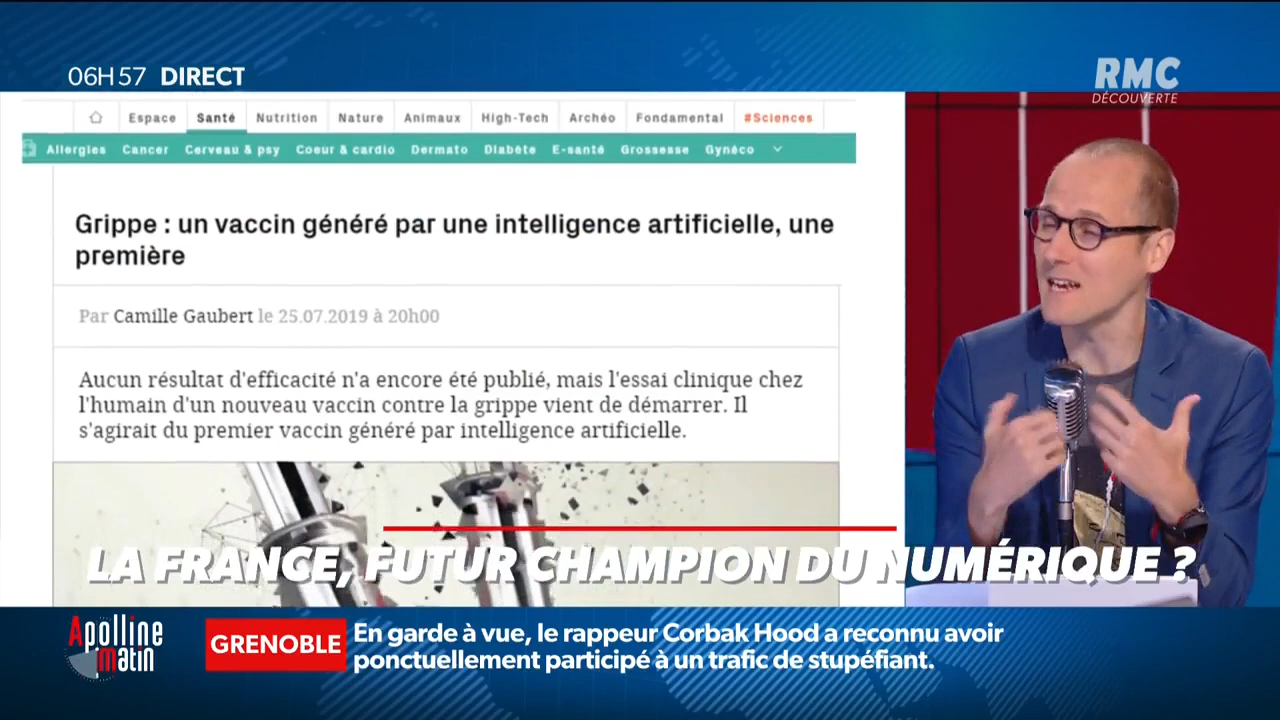 06H57 DIRECT
RMC
DÉCOUVERTE
Espace Santé Nutrition Nature Animaux High-Tech Archéo Fondamental #Sciences
Allergies Cancer Cerveau & psy Coeur & cardio Dermato Diabète E-santé Grossesse Gynéco
Grippe : un vaccin généré par une intelligence artificielle, une
première
Par Camille Gaubert le 25.07.2019 à 20h00
Aucun résultat d'efficacité n'a encore été publié, mais l'essai clinique chez
l'humain d'un nouveau vaccin contre la grippe vient de démarrer. Il
s'agirait du premier vaccin généré par intelligence artificielle.
LA FRANCE, FUTUR CHAMPION DU NUMÉRIQUE ?
Apolline
matin
GRENOBLE
En garde à vue, le rappeur Corbak Hood a reconnu avoir
ponctuellement participé à un trafic de stupéfiant.